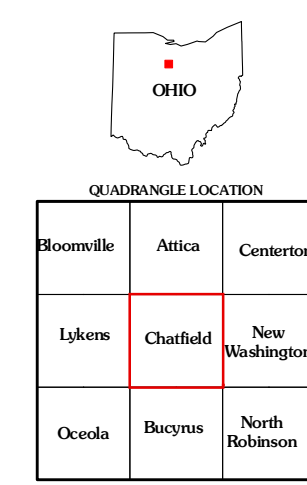 OHIO
QUADRANGLE LOCATION
Bloomville Attica Centerton
Lykens Chatfield New Washington
Oceola Bucyrus North Robinson